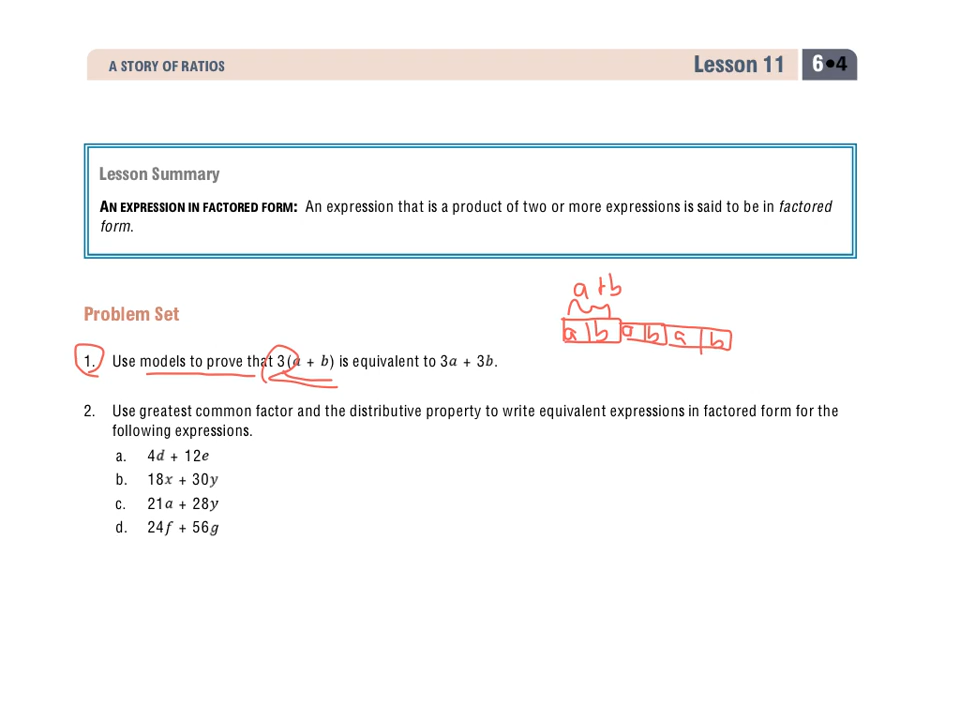 A STORY OF RATIOS
Lesson 11
6•4
Lesson Summary
AN EXPRESSION IN FACTORED FORM: An expression that is a product of two or more expressions is said to be in factored
form.
a + b
a b a b a b
Problem Set
1. Use models to prove that 3(a + b) is equivalent to 3a + 3b.
2. Use greatest common factor and the distributive property to write equivalent expressions in factored form for the
following expressions.
a. 4d + 12e
b. 18x + 30y
c. 21a + 28y
d. 24f + 56g